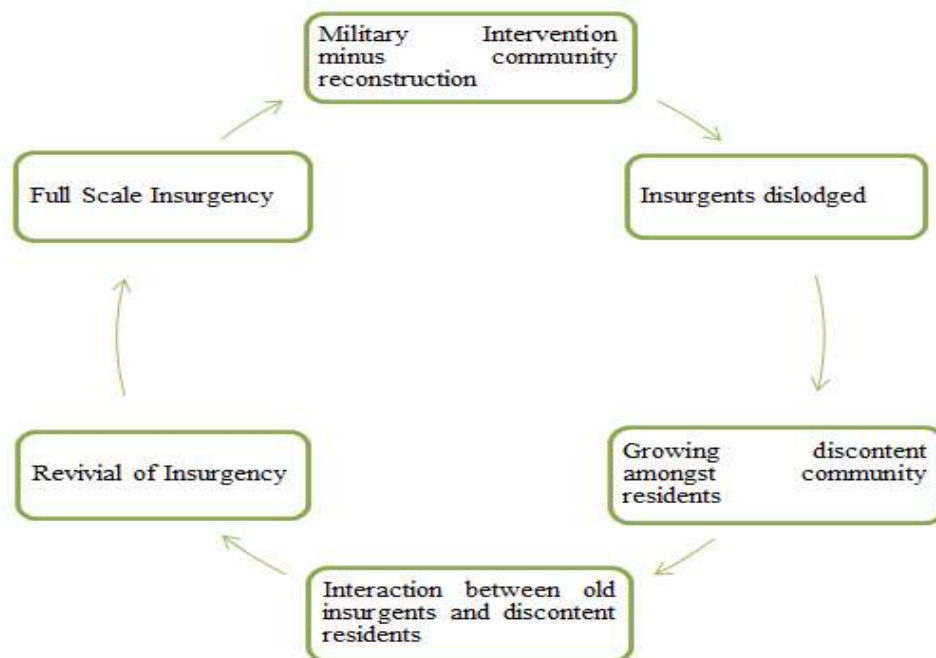 Military Intervention
minus community
reconstruction
Insurgents dislodged
Growing discontent
amongst community
residents
Interaction between old
insurgents and discontent
residents
Revivial of Insurgency
Full Scale Insurgency